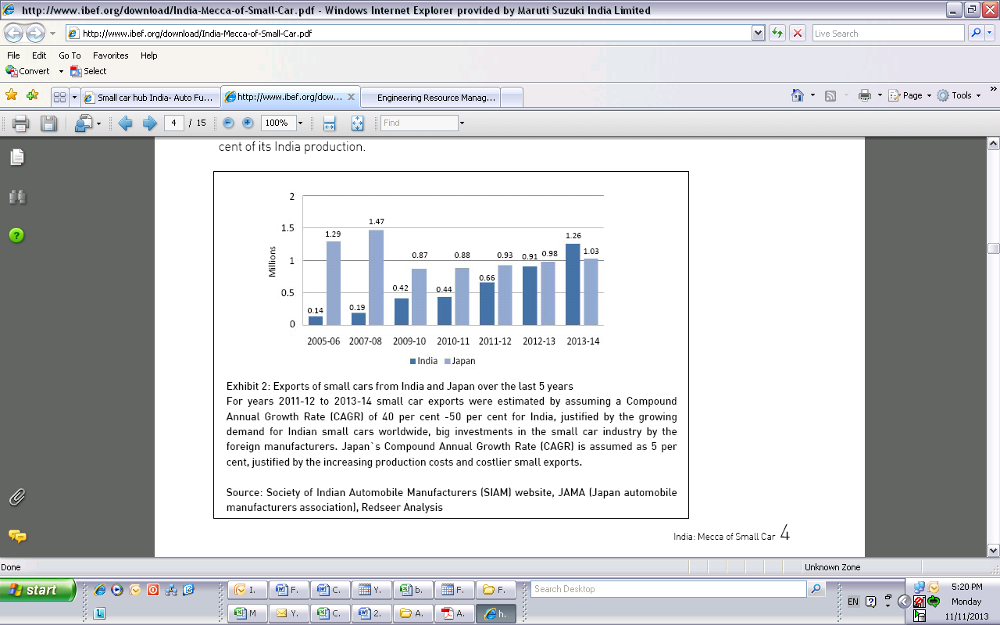 http://www.ibef.org/download/India-Mecca-of-Small-Car.pdf - Windows Internet Explorer provided by Maruti Suzuki India Limited
http://www.ibef.org/download/India-Mecca-of-Small-Car.pdf
Live Search
File Edit Go To Favorites Help
Convert Select
Small car hub India- Auto Fu... http://www.ibef.org/dow... X Engineering Resource Manag... Page Tools »
4 / 15 100% Find
cent of its India production.
2
1.5
1
0.5
0
Millions
0.14 1.29 0.19 1.47 0.42 0.87 0.44 0.88 0.66 0.93 0.91 0.98 1.26 1.03
2005-06 2007-08 2009-10 2010-11 2011-12 2012-13 2013-14
India Japan
Exhibit 2: Exports of small cars from India and Japan over the last 5 years
For years 2011-12 to 2013-14 small car exports were estimated by assuming a Compound
Annual Growth Rate (CAGR) of 40 per cent -50 per cent for India, justified by the growing
demand for Indian small cars worldwide, big investments in the small car industry by the
foreign manufacturers. Japan`s Compound Annual Growth Rate (CAGR) is assumed as 5 per
cent, justified by the increasing production costs and costlier small exports.
Source: Society of Indian Automobile Manufacturers (SIAM) website, JAMA (Japan automobile
manufacturers association), Redseer Analysis
India: Mecca of Small Car 4
Done Unknown Zone
start I. F. C. Y. b. F. F. Search Desktop 5:20 PM
M Y. C. 2. A. A. h. EN Monday
11/11/2013